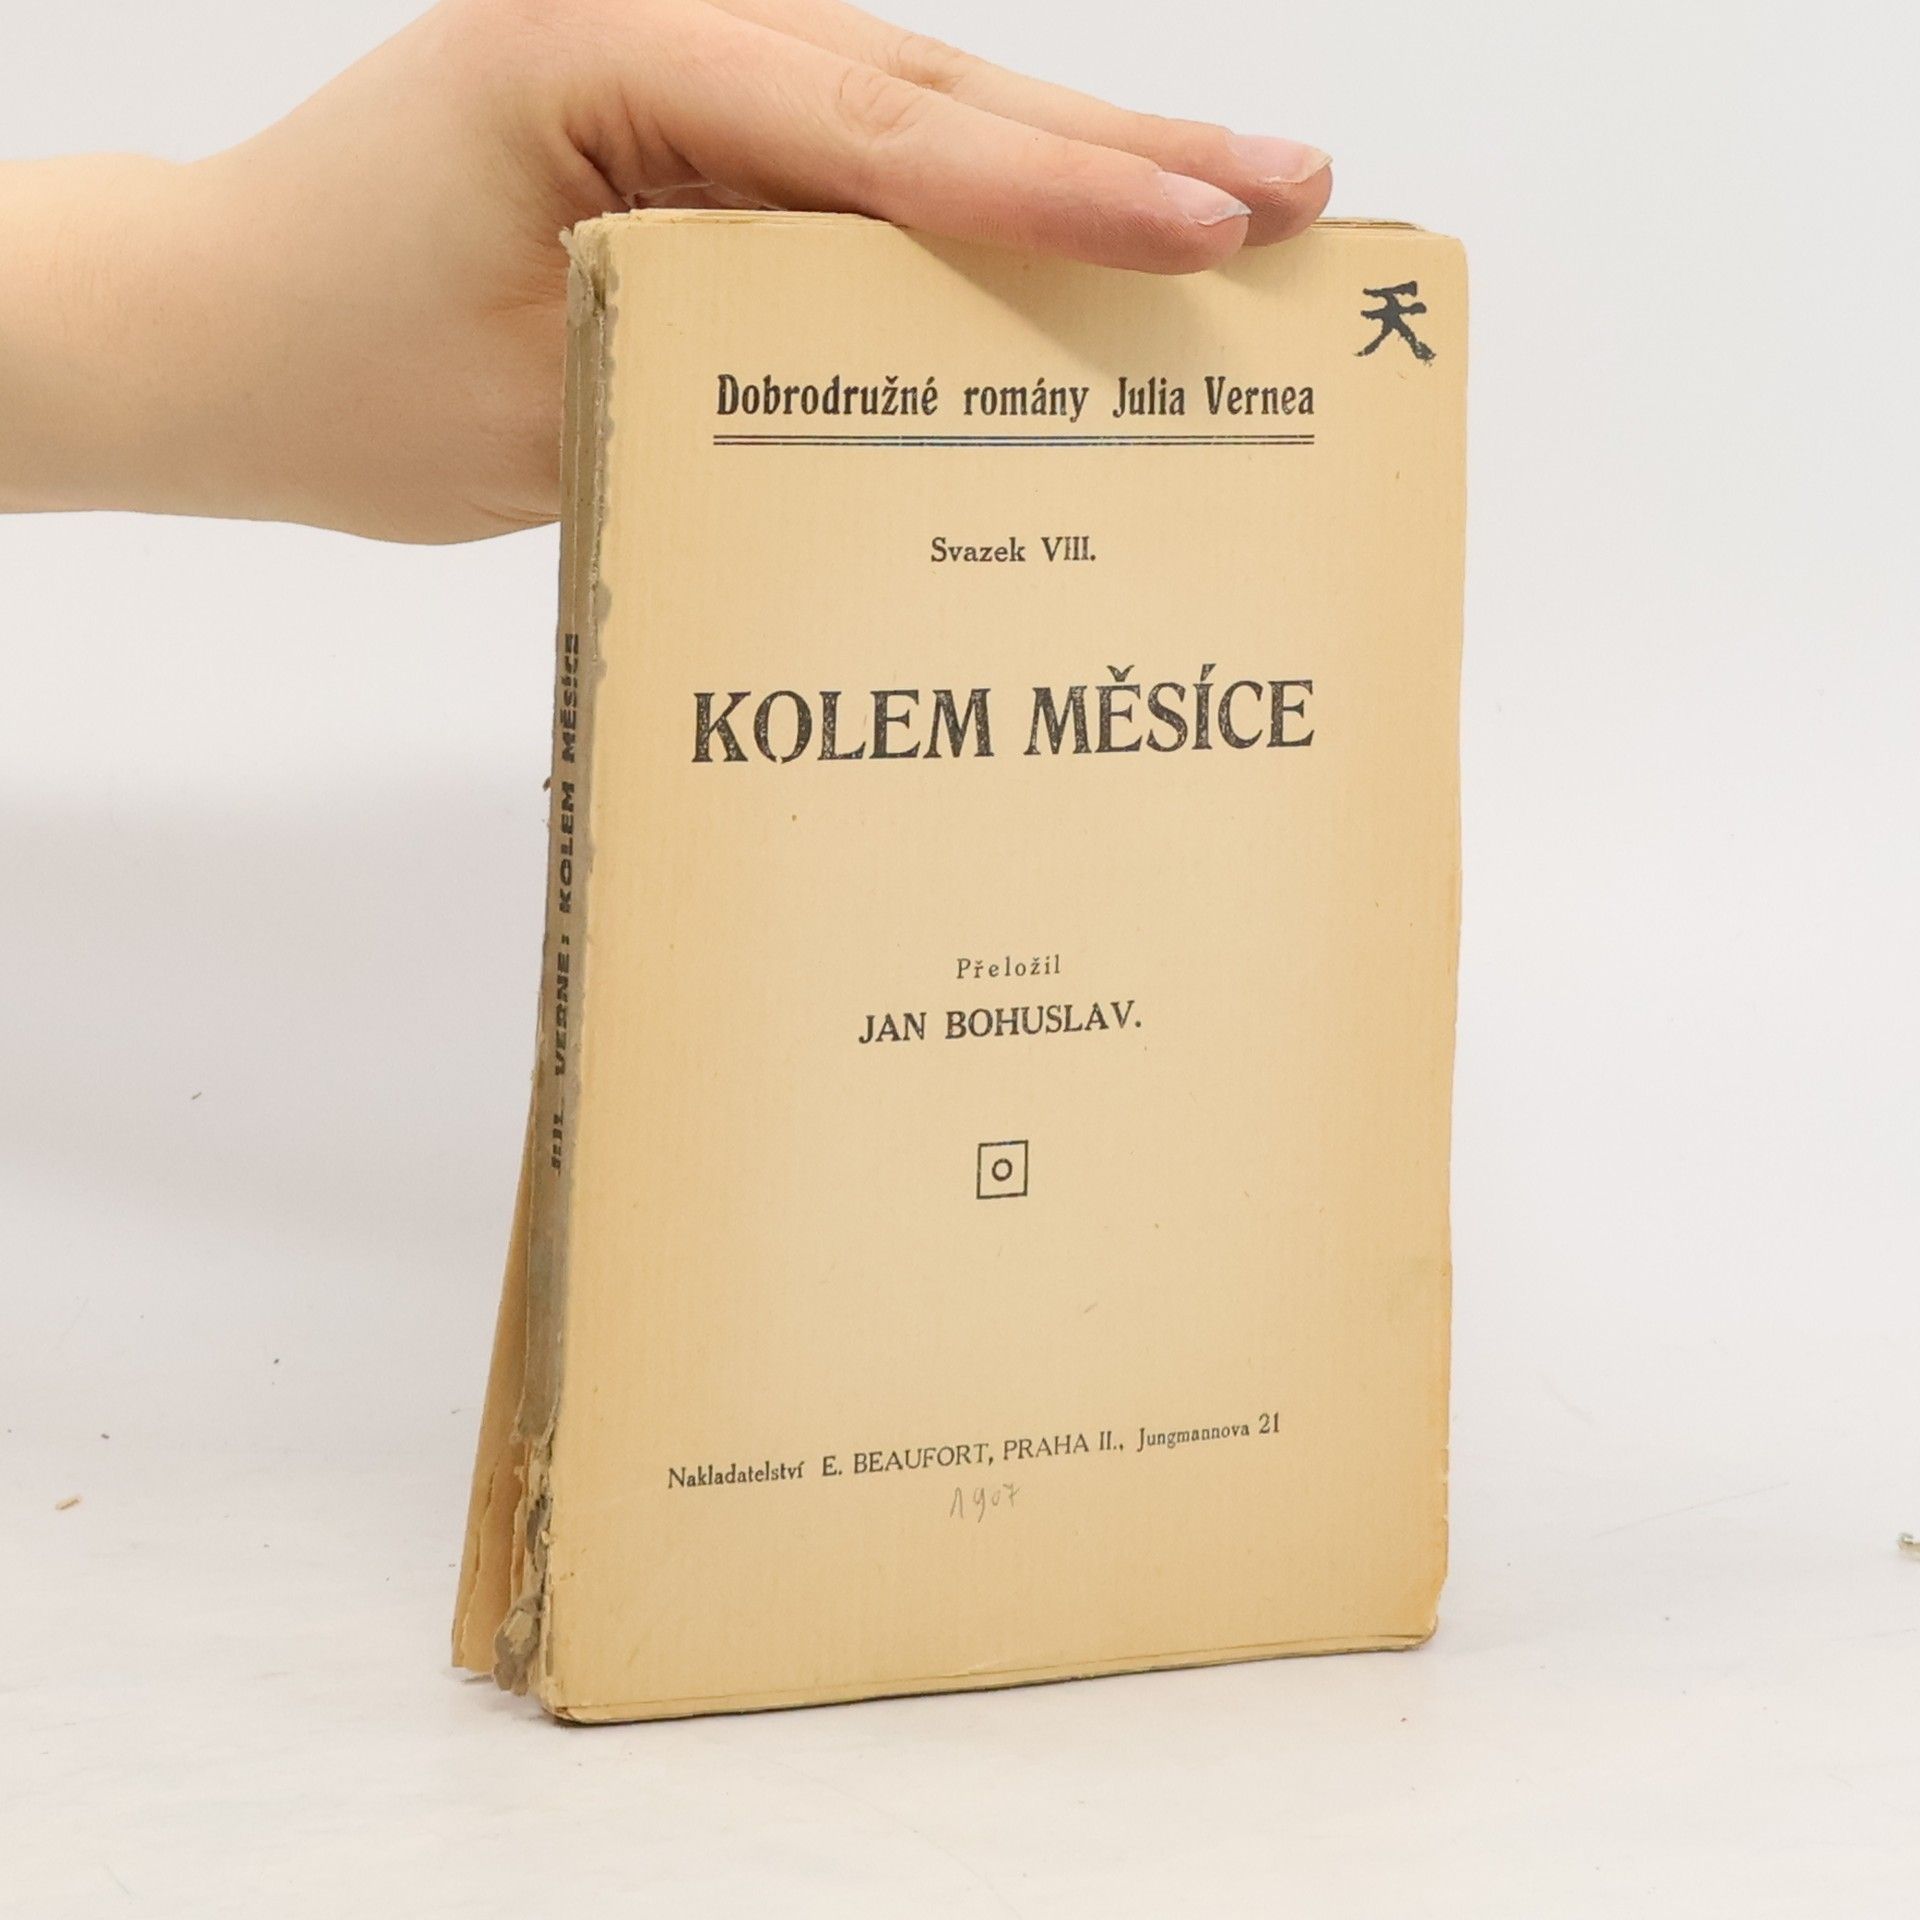 天
Dobrodružné romány Julia Vernea
Svazek VIII.
KOLEM MĚSÍCE
Přeložil
JAN BOHUSLAV.
Nakladatelství E. BEAUFORT, PRAHA II., Jungmannova 21
1907
JUL. VERNE: KOLEM MĚSÍCE